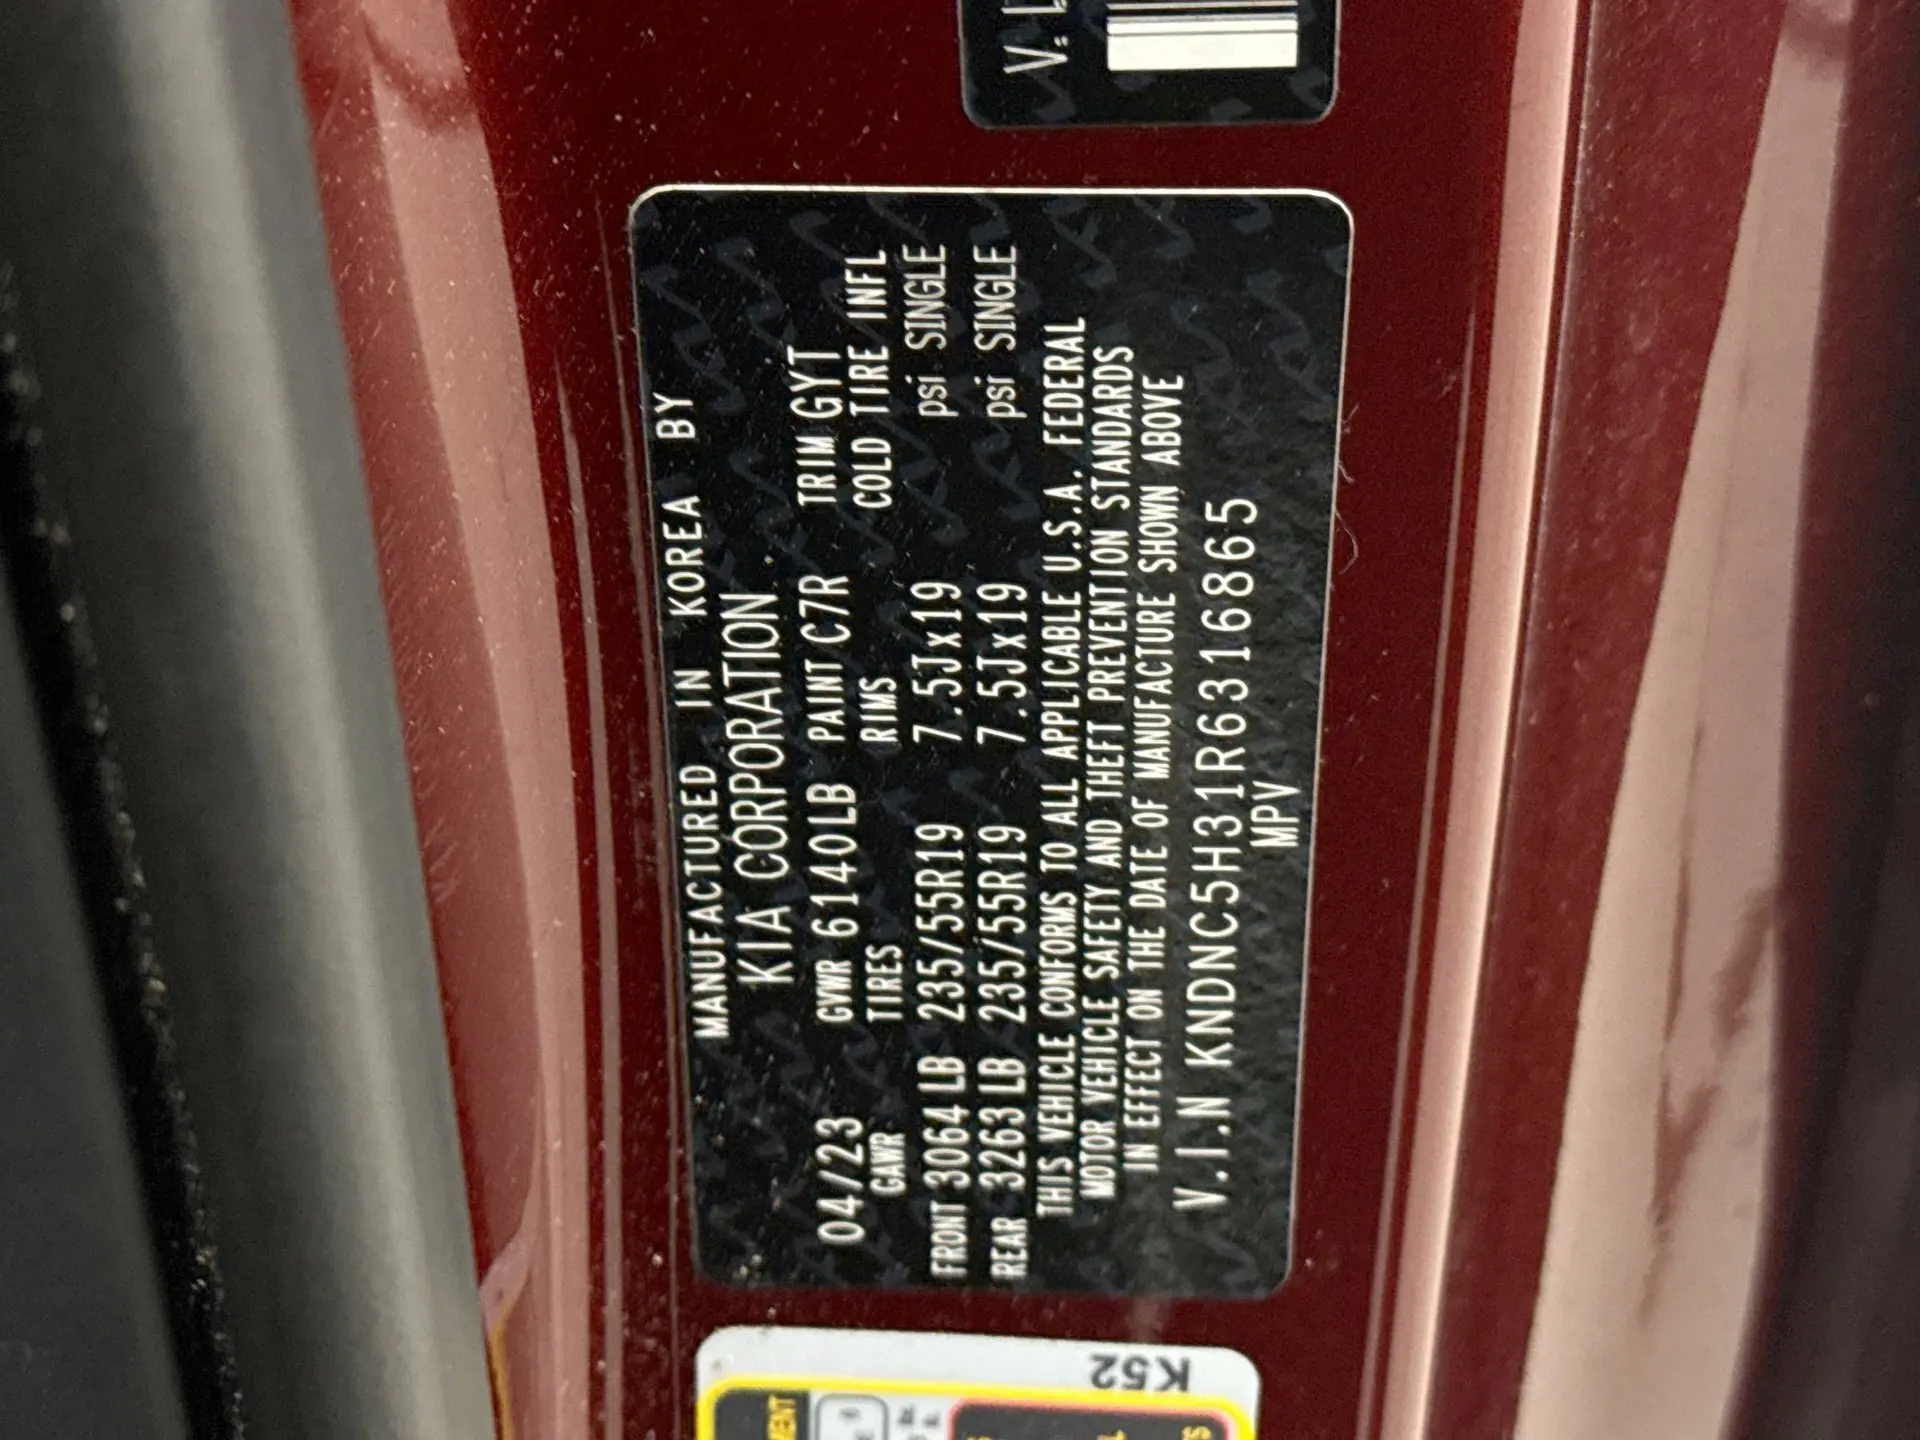 MANUFACTURED IN KOREA BY
KIA CORPORATION
04/23 GVWR 6140LB PAINT C7R TRIM GYT
GAWR TIRES RIMS COLD TIRE INFL
FRONT 3064 LB 235/55R19 7.5Jx19 psi SINGLE
REAR 3263 LB 235/55R19 7.5Jx19 psi SINGLE
THIS VEHICLE CONFORMS TO ALL APPLICABLE U.S.A. FEDERAL
MOTOR VEHICLE SAFETY AND THEFT PREVENTION STANDARDS
IN EFFECT ON THE DATE OF MANUFACTURE SHOWN ABOVE
V.I.N KNDNC5H31R6316865
MPV
K52